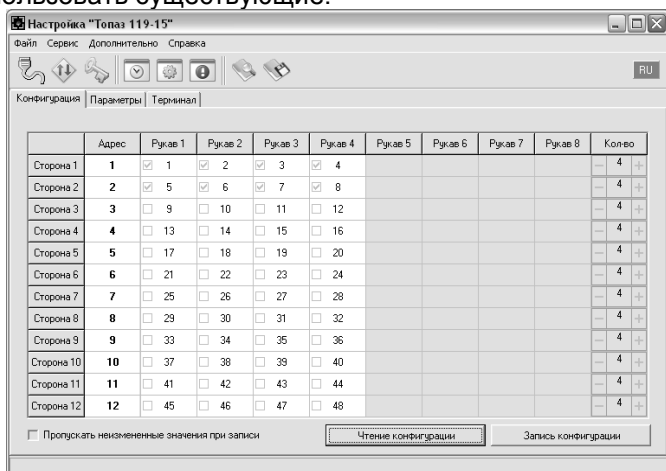 пользовать существующие.
Настройка "Топаз 119-15"
Файл Сервис Дополнительно Справка
RU
Конфигурация Параметры Терминал
Адрес Рукав 1 Рукав 2 Рукав 3 Рукав 4 Рукав 5 Рукав 6 Рукав 7 Рукав 8 Кол-во
Сторона 1 1 1 2 3 4 4
Сторона 2 2 5 6 7 8 4
Сторона 3 3 9 10 11 12 4
Сторона 4 4 13 14 15 16 4
Сторона 5 5 17 18 19 20 4
Сторона 6 6 21 22 23 24 4
Сторона 7 7 25 26 27 28 4
Сторона 8 8 29 30 31 32 4
Сторона 9 9 33 34 35 36 4
Сторона 10 10 37 38 39 40 4
Сторона 11 11 41 42 43 44 4
Сторона 12 12 45 46 47 48 4
Пропускать неизмененные значения при записи Чтение конфигурации Запись конфигурации